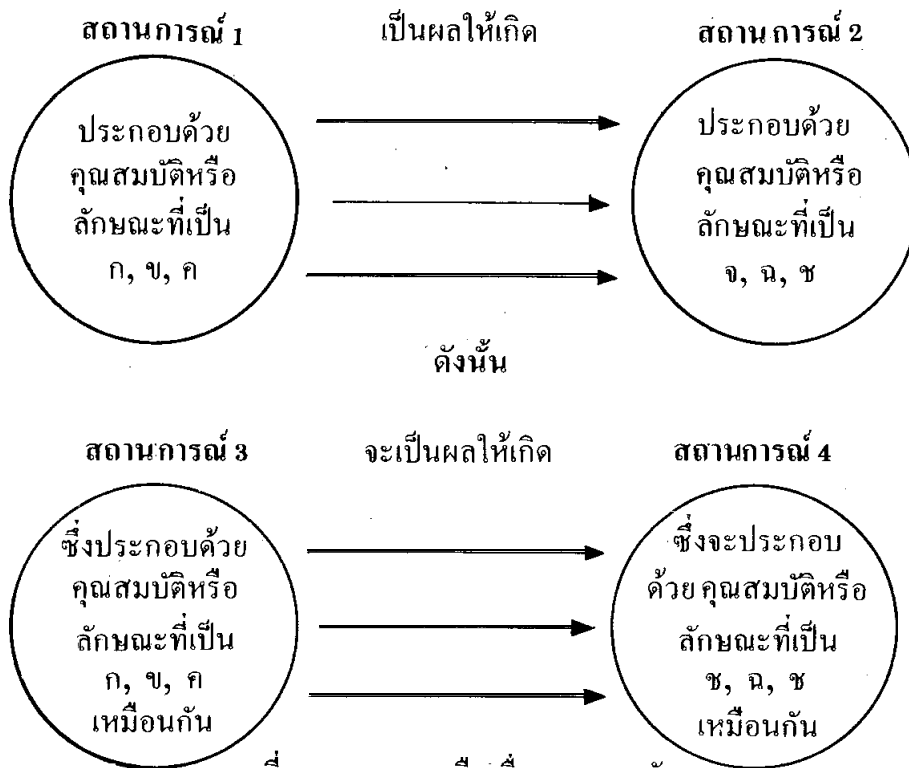 สถานการณ์ 1 เป็นผลให้เกิด สถานการณ์ 2
ประกอบด้วย
คุณสมบัติหรือ
ลักษณะที่เป็น
ก, ข, ค
ประกอบด้วย
คุณสมบัติหรือ
ลักษณะที่เป็น
จ, ฉ, ช
ดังนั้น
สถานการณ์ 3 จะเป็นผลให้เกิด สถานการณ์ 4
ซึ่งประกอบด้วย
คุณสมบัติหรือ
ลักษณะที่เป็น
ก, ข, ค
เหมือนกัน
ซึ่งจะประกอบ
ด้วย คุณสมบัติหรือ
ลักษณะที่เป็น
ช, ฉ, ช
เหมือนกัน